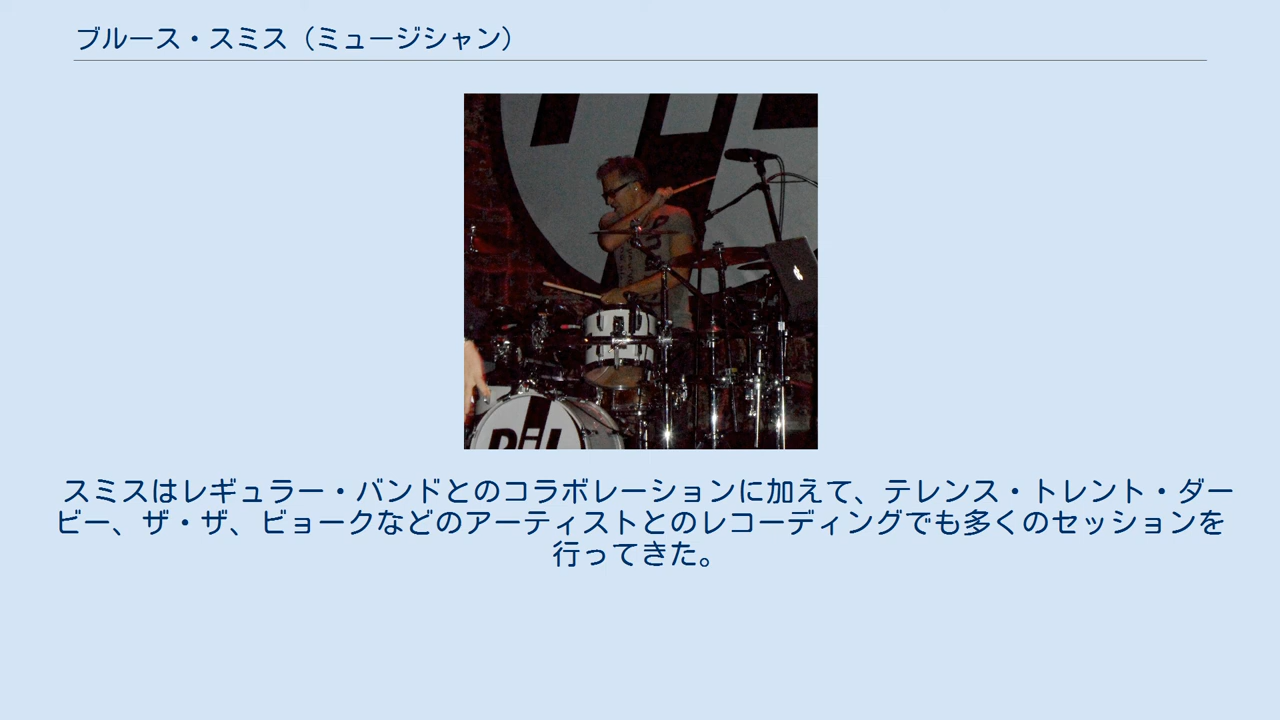 ブルース・スミス（ミュージシャン）
PiL
スミスはレギュラー・バンドとのコラボレーションに加えて、テレンス・トレント・ダー
ビー、ザ・ザ、ビョークなどのアーティストとのレコーディングでも多くのセッションを
行ってきた。